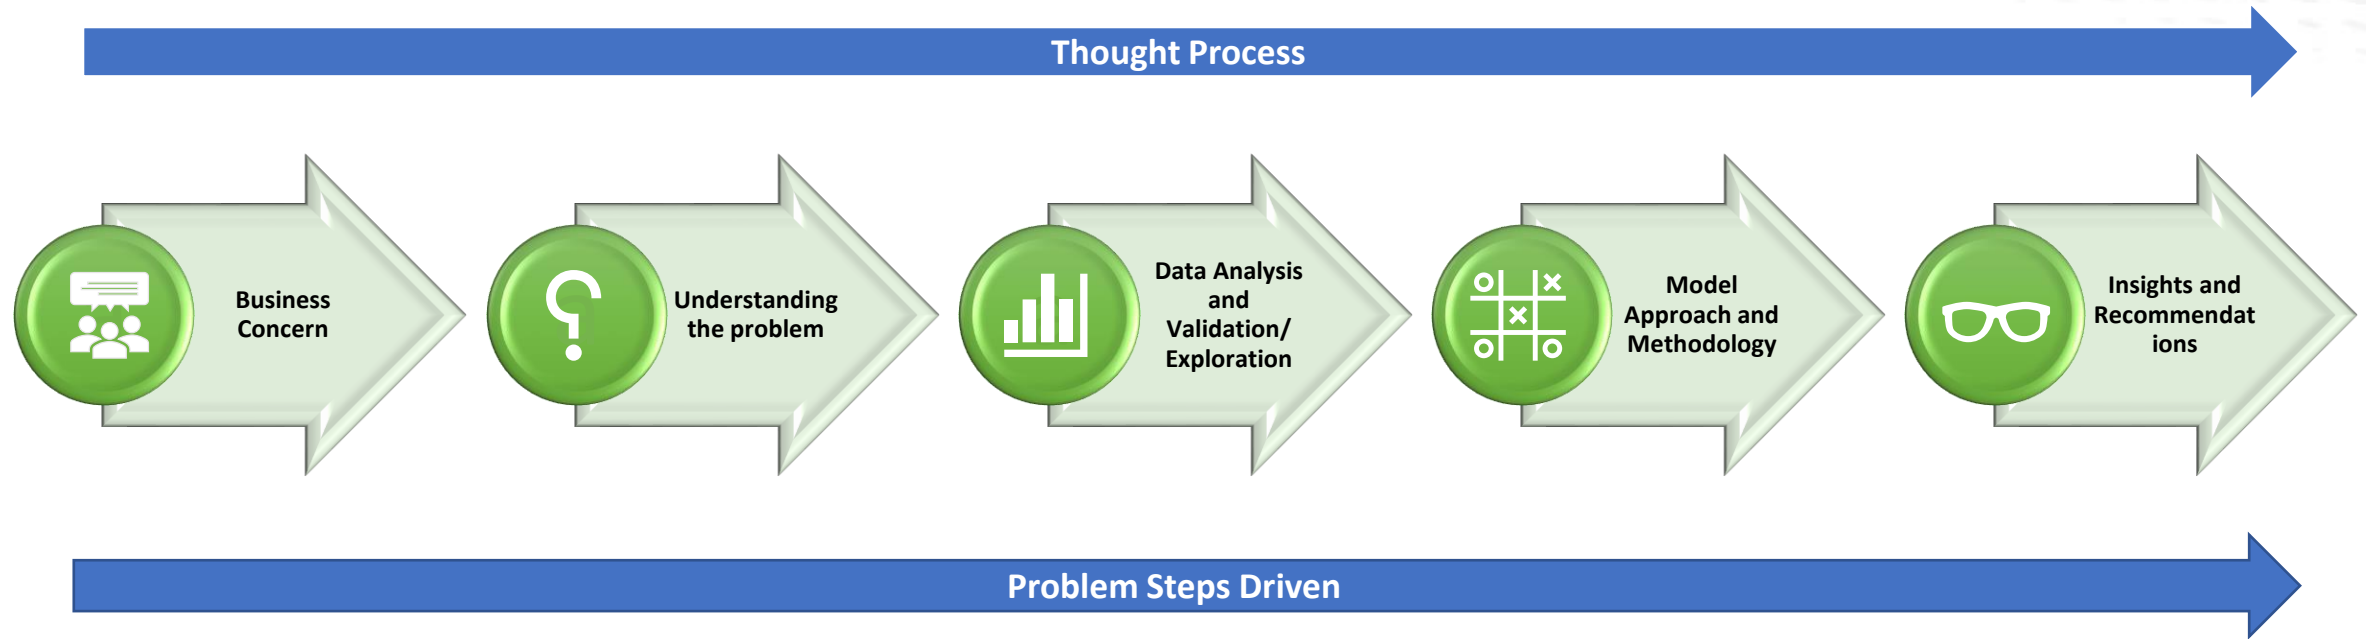 Thought Process
Business
Concern
Understanding
the problem
Data Analysis
and
Validation/
Exploration
Model
Approach and
Methodology
Insights and
Recommendat
ions
Problem Steps Driven